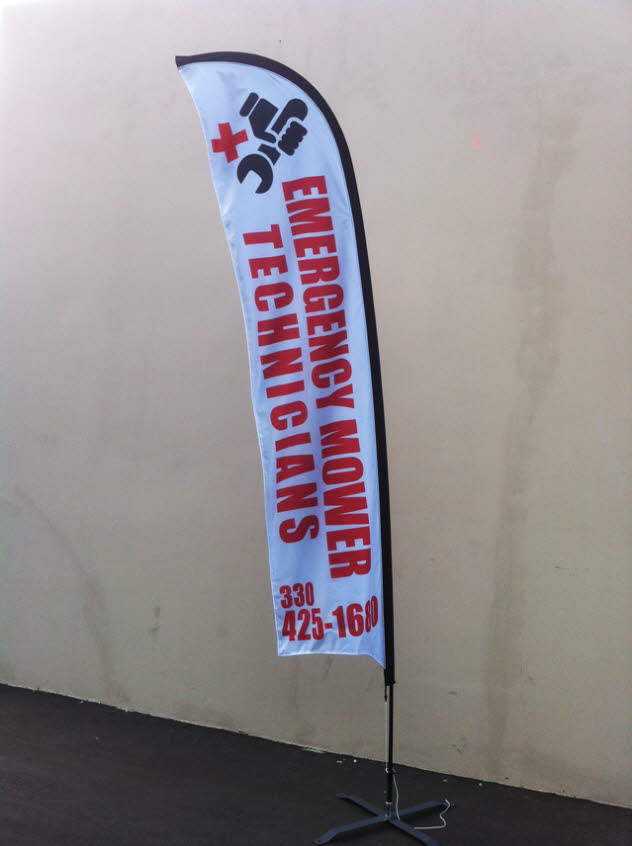 EMERGENCY MOWER
TECHNICIANS
330
425-1680